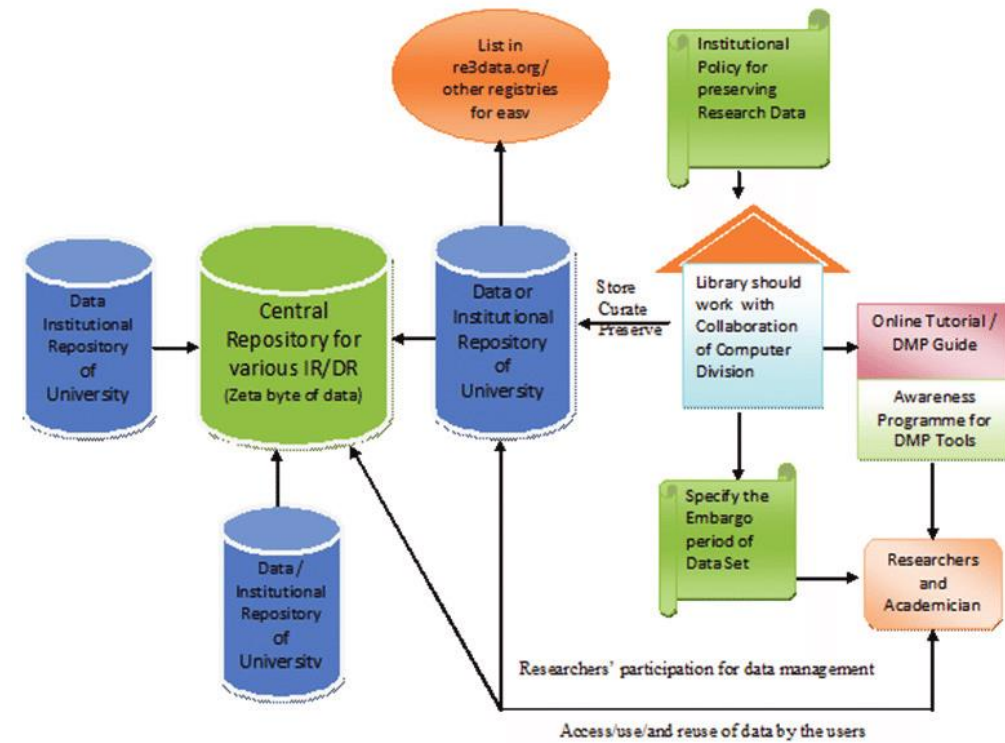 List in
re3data.org/
other registries
for easv
Institutional
Policy for
preserving
Research Data
Data
Institutional
Repository
of
University
Central
Repository for
various IR/DR
(Zeta byte of data)
Data or
Institutional
Repository
of
University
Store
Curate
Preserve
Library should
work with
Collaboration
of Computer
Division
Online Tutorial /
DMP Guide
Awareness
Programme for
DMP Tools
Data /
Institutional
Repository
of
Universitv
Specify the
Embargo
period of
Data Set
Researchers
and
Academician
Researchers' participation for data management
Access/use/and reuse of data by the users